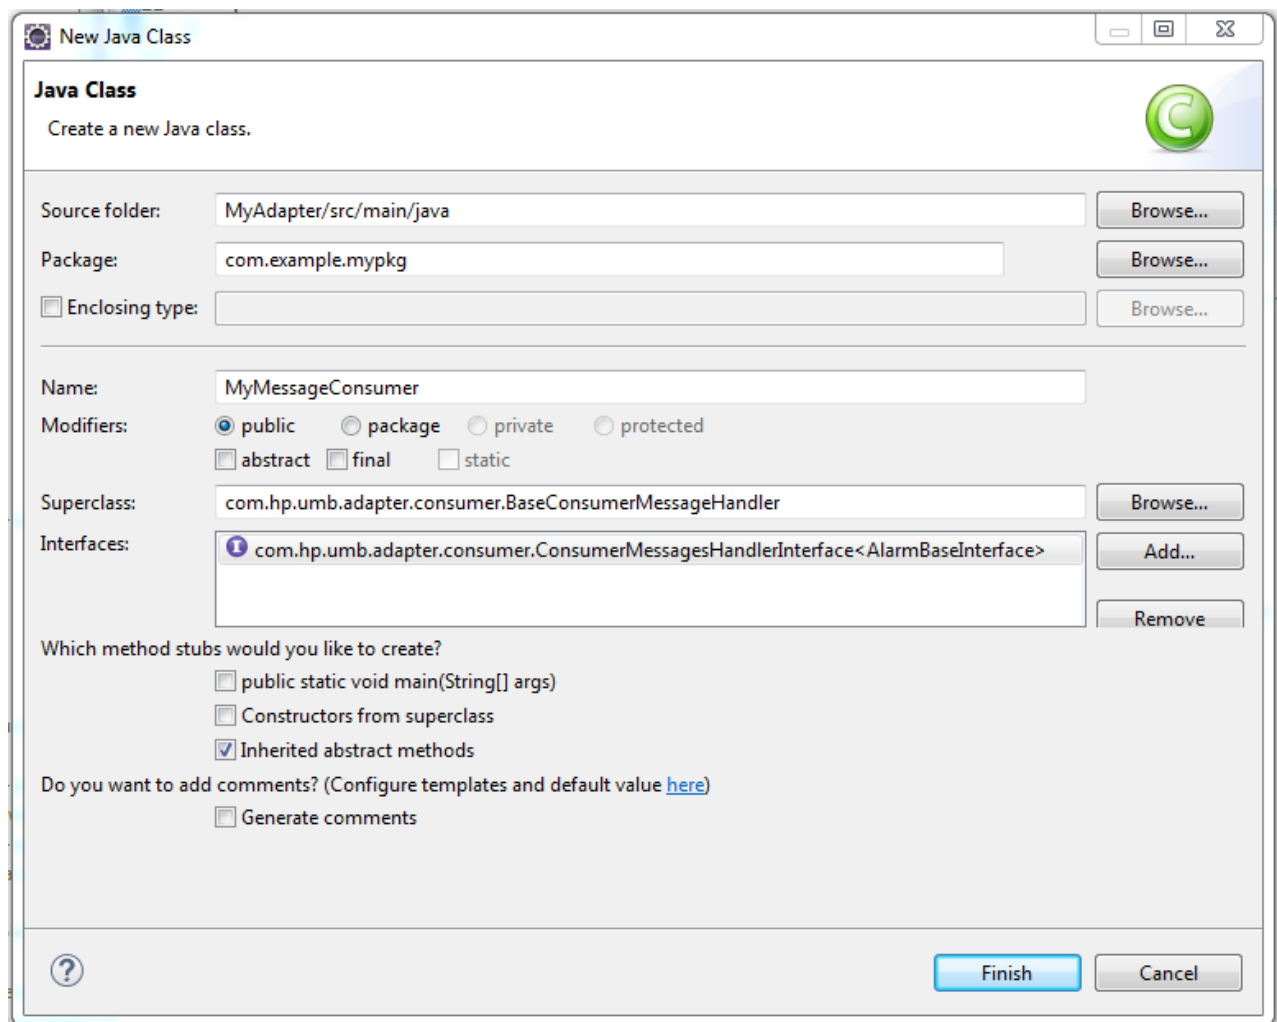 New Java Class
Java Class
Create a new Java class.
Source folder: MyAdapter/src/main/java Browse...
Package: com.example.mypkg Browse...
Enclosing type: Browse...
Name: MyMessageConsumer
Modifiers: public package private protected
abstract final static
Superclass: com.hp.umb.adapter.consumer.BaseConsumerMessageHandler Browse...
Interfaces: com.hp.umb.adapter.consumer.ConsumerMessagesHandlerInterface<AlarmBaseInterface> Add...
Remove
Which method stubs would you like to create?
public static void main(String[] args)
Constructors from superclass
Inherited abstract methods
Do you want to add comments? (Configure templates and default value here)
Generate comments
Finish Cancel